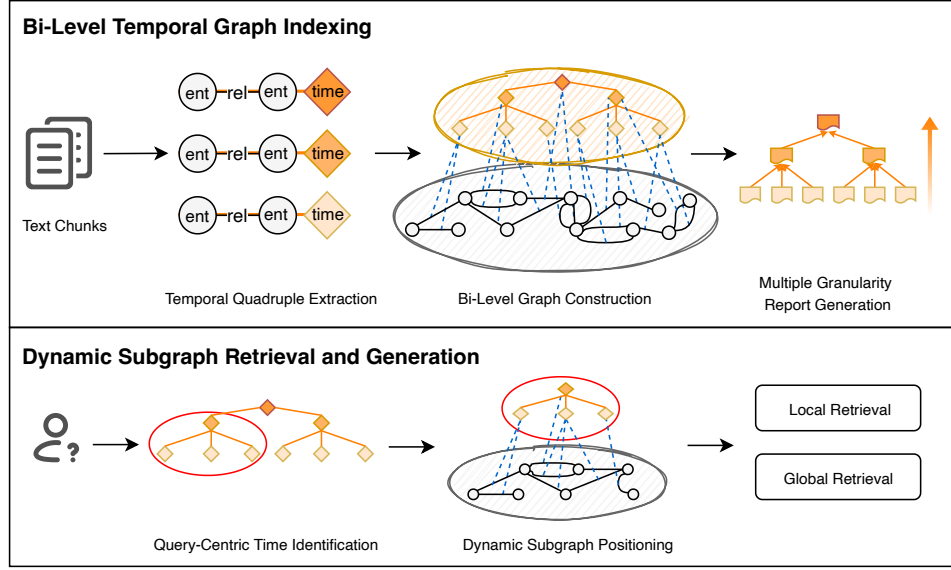 Bi-Level Temporal Graph Indexing
ent rel ent time
ent rel ent time
ent rel ent time
Text Chunks
Temporal Quadruple Extraction
Bi-Level Graph Construction
Multiple Granularity
Report Generation
Dynamic Subgraph Retrieval and Generation
?
Local Retrieval
Global Retrieval
Query-Centric Time Identification
Dynamic Subgraph Positioning